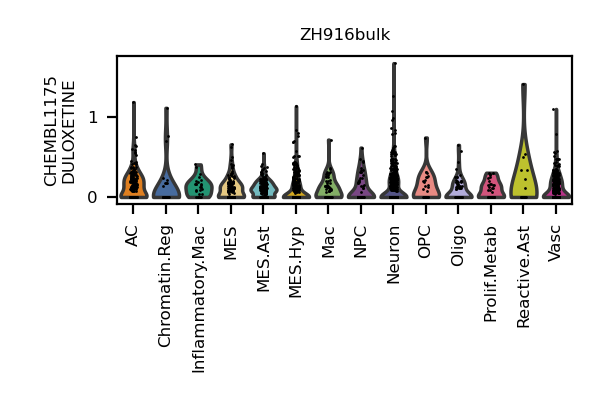 ZH916bulk
CHEMBL1175
DULOXETINE
1
0
AC
Chromatin.Reg
Inflammatory.Mac
MES
MES.Ast
MES.Hyp
Mac
NPC
Neuron
OPC
Oligo
Prolif.Metab
Reactive.Ast
Vasc